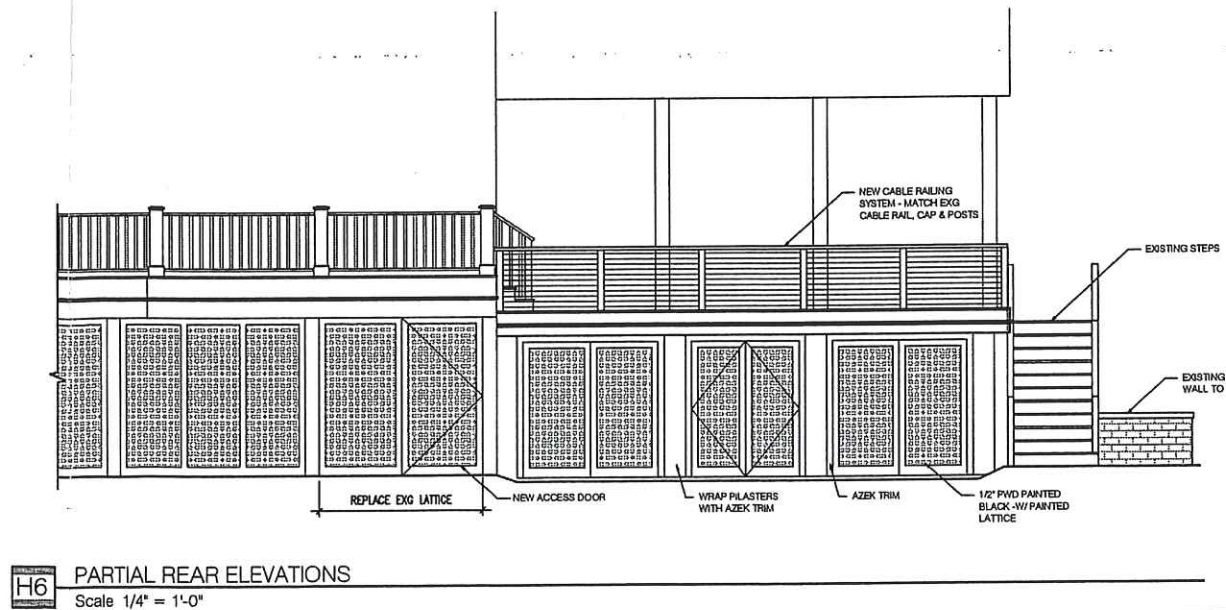 NEW CABLE RAILING
SYSTEM - MATCH EXG
CABLE RAIL, CAP & POSTS
EXISTING STEPS
EXISTING
WALL TO
REPLACE EXG LATTICE
NEW ACCESS DOOR
WRAP PILASTERS
WITH AZEK TRIM
AZEK TRIM
1/2" PWD PAINTED
BLACK -W/ PAINTED
LATTICE
H6
PARTIAL REAR ELEVATIONS
Scale 1/4" = 1'-0"